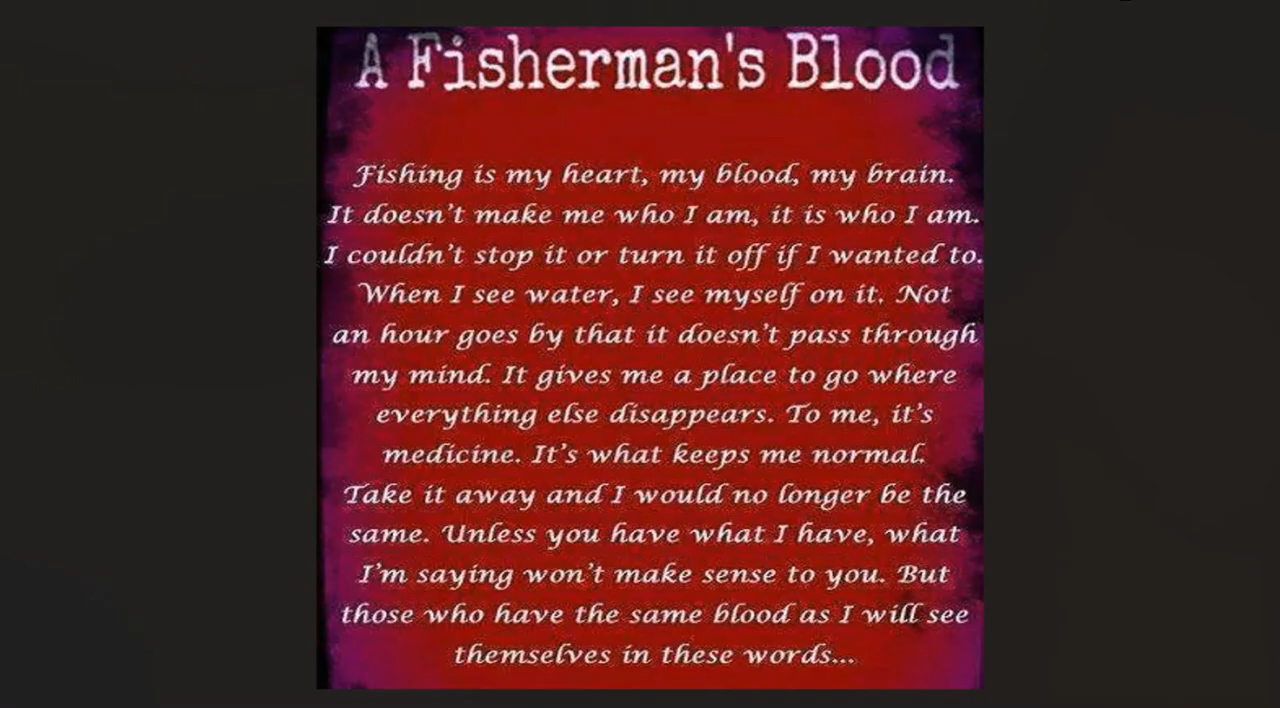 A Fisherman's Blood
Fishing is my heart, my blood, my brain.
It doesn't make me who I am, it is who I am.
I couldn't stop it or turn it off if I wanted to.
When I see water, I see myself on it. Not
an hour goes by that it doesn't pass through
my mind. It gives me a place to go where
everything else disappears. To me, it's
medicine. It's what keeps me normal.
Take it away and I would no longer be the
same. Unless you have what I have, what
I'm saying won't make sense to you. But
those who have the same blood as I will see
themselves in these words...